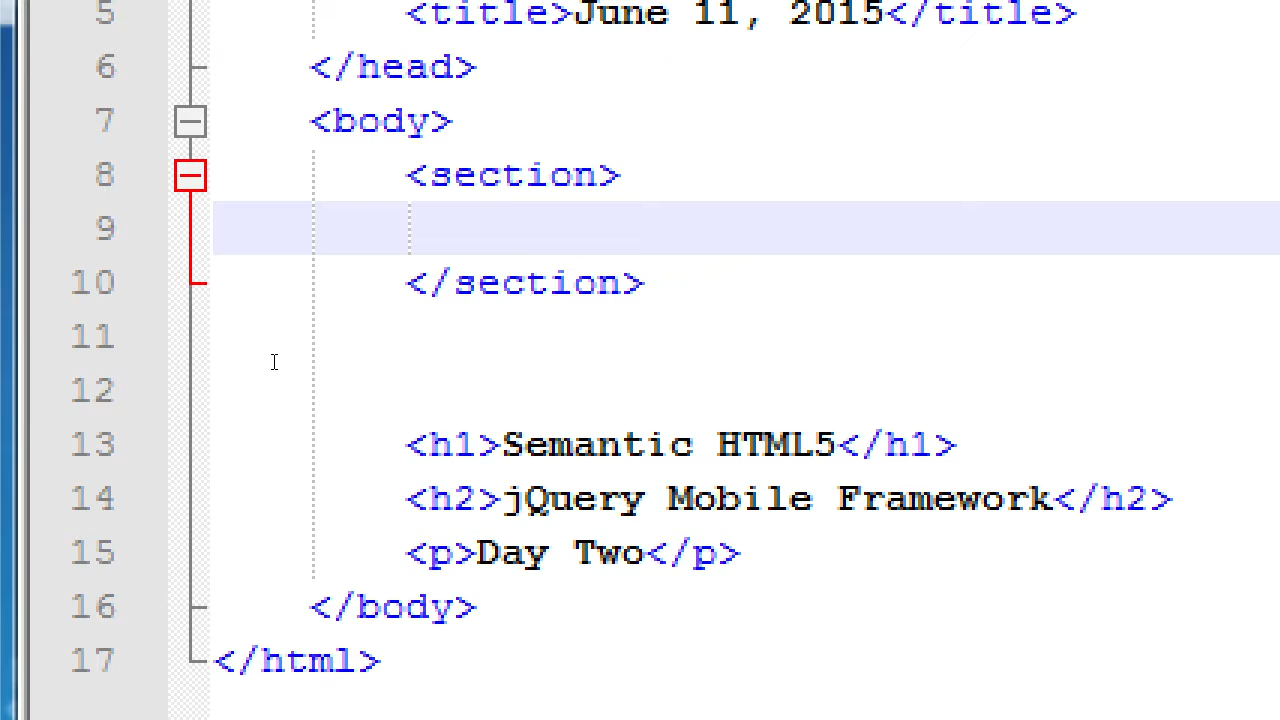 5 <title>June 11, 2015</title>
6 </head>
7 <body>
8 <section>
9
10 </section>
11
12
13 <h1>Semantic HTML5</h1>
14 <h2>jQuery Mobile Framework</h2>
15 <p>Day Two</p>
16 </body>
17 </html>